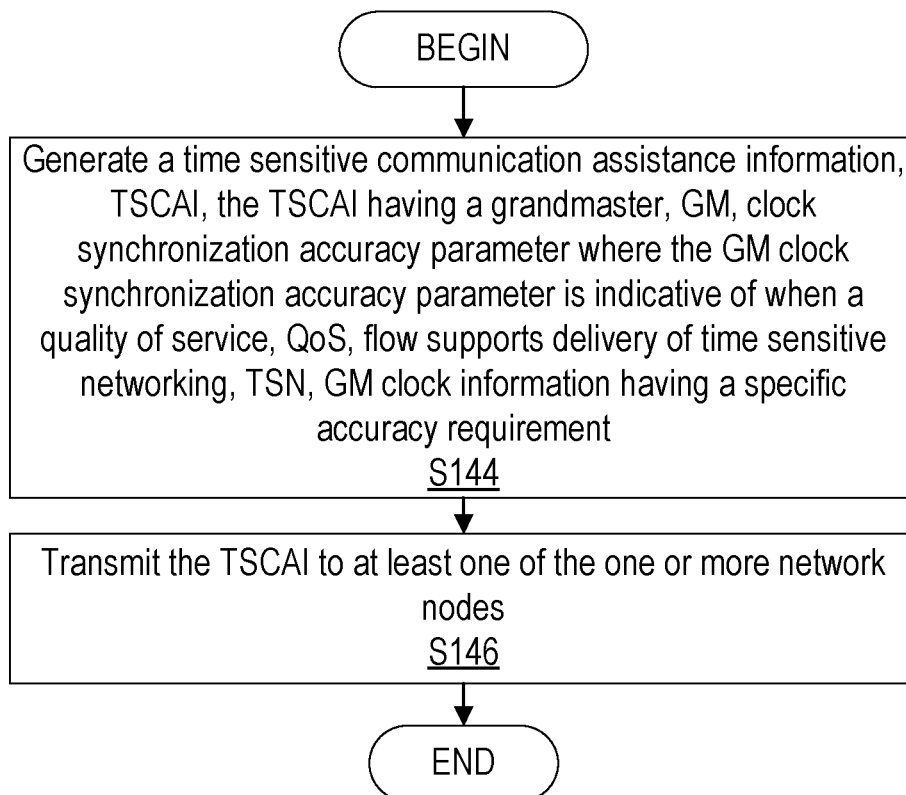 BEGIN
Generate a time sensitive communication assistance information,
TSCAI, the TSCAI having a grandmaster, GM, clock
synchronization accuracy parameter where the GM clock
synchronization accuracy parameter is indicative of when a
quality of service, QoS, flow supports delivery of time sensitive
networking, TSN, GM clock information having a specific
accuracy requirement
S144
Transmit the TSCAI to at least one of the one or more network
nodes
S146
END